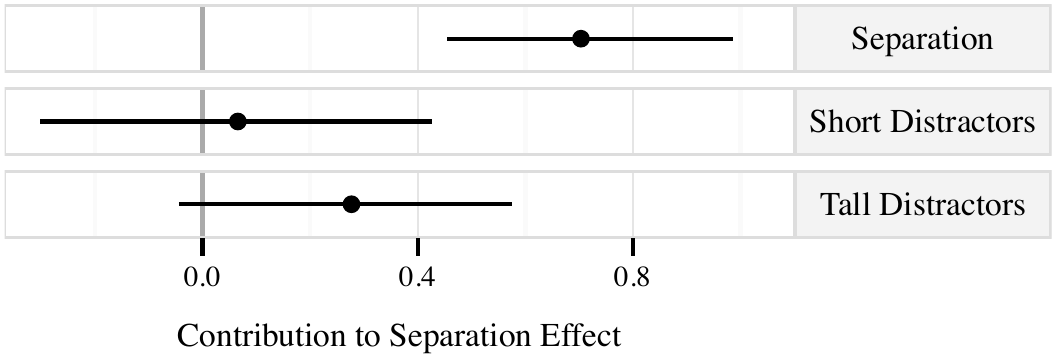 Separation
Short Distractors
Tall Distractors
0.0 0.4 0.8
Contribution to Separation Effect